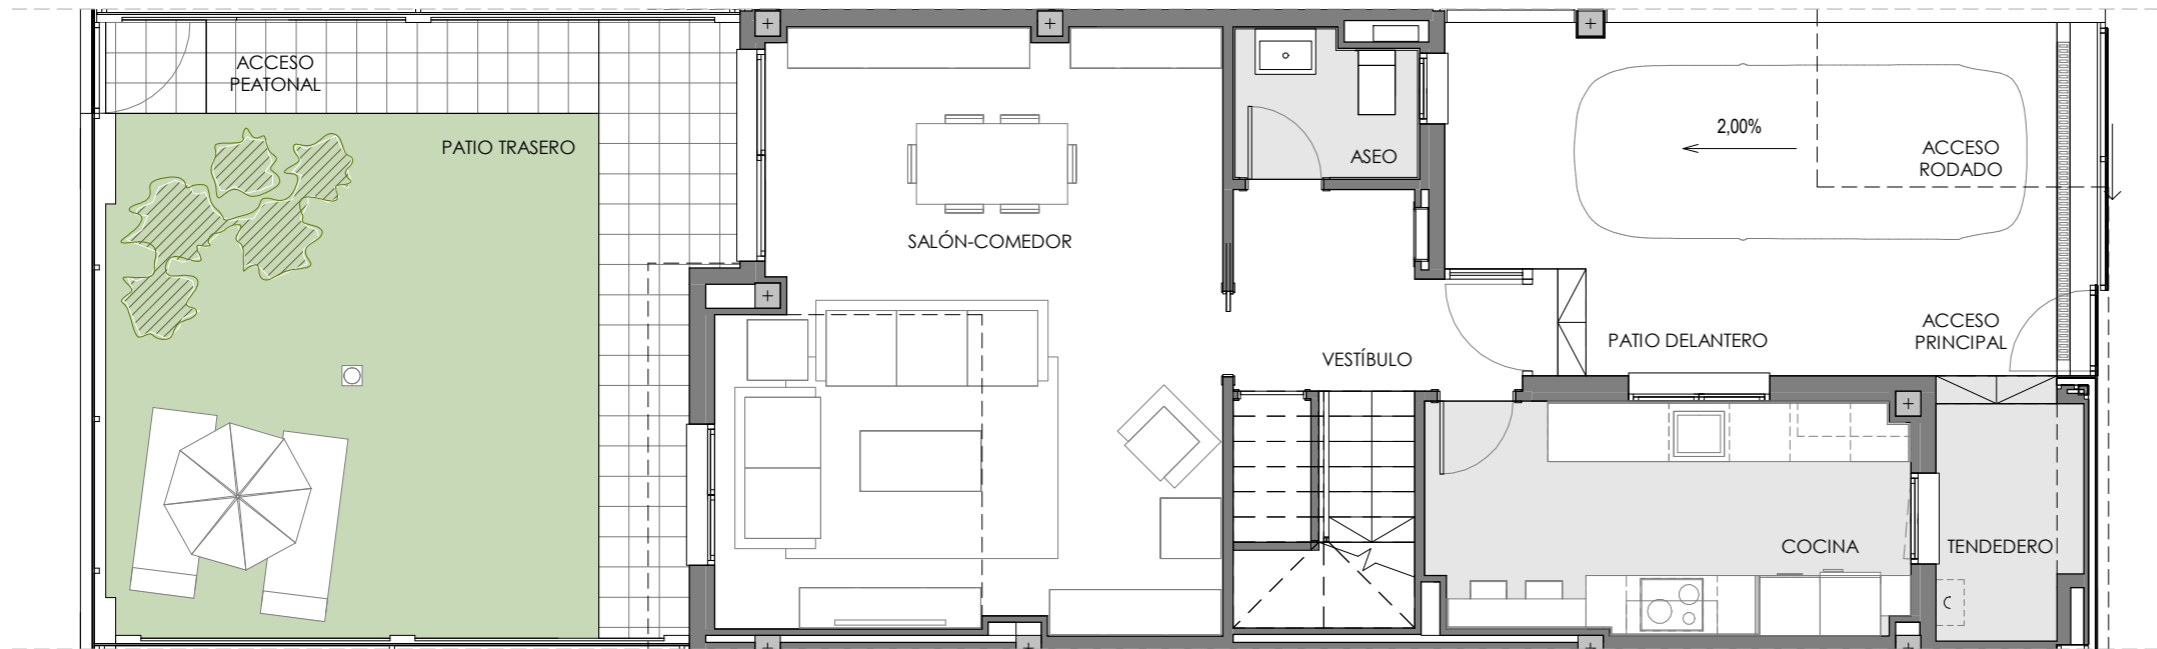 ACCESO
PEATONAL
PATIO TRASERO
SALÓN-COMEDOR
ASEO
VESTÍBULO
2,00%
ACCESO
RODADO
PATIO DELANTERO
ACCESO
PRINCIPAL
COCINA
TENDEDERO
C